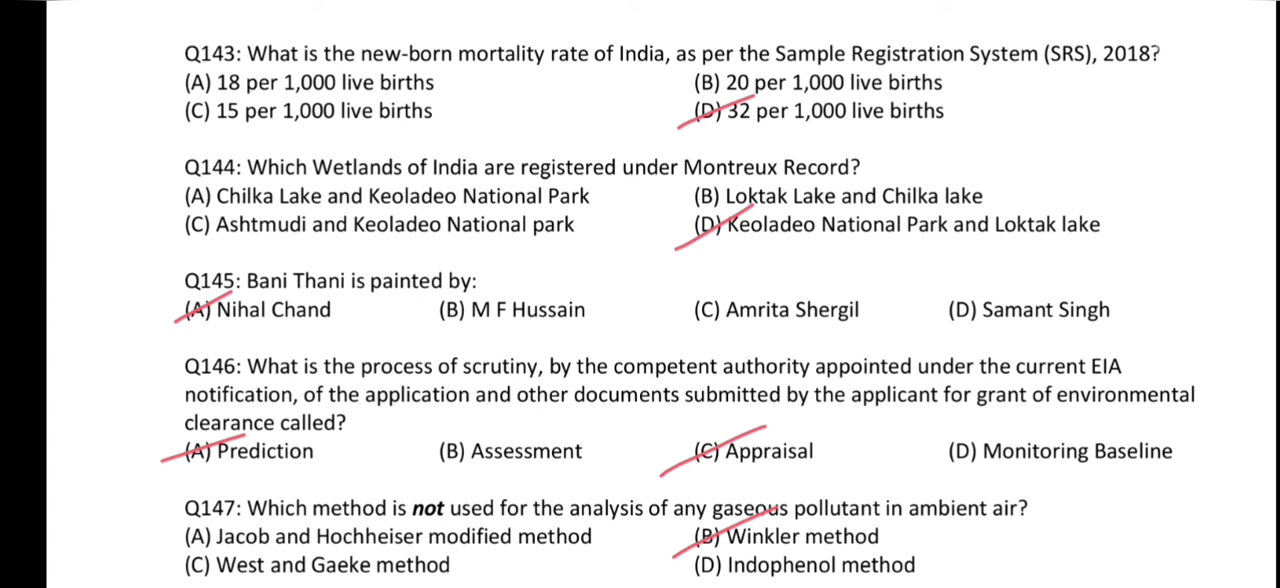 Q143: What is the new-born mortality rate of India, as per the Sample Registration System (SRS), 2018?
(A) 18 per 1,000 live births (B) 20 per 1,000 live births
(C) 15 per 1,000 live births (D) 32 per 1,000 live births
Q144: Which Wetlands of India are registered under Montreux Record?
(A) Chilka Lake and Keoladeo National Park (B) Loktak Lake and Chilka lake
(C) Ashtmudi and Keoladeo National park (D) Keoladeo National Park and Loktak lake
Q145: Bani Thani is painted by:
(A) Nihal Chand (B) M F Hussain (C) Amrita Shergil (D) Samant Singh
Q146: What is the process of scrutiny, by the competent authority appointed under the current EIA
notification, of the application and other documents submitted by the applicant for grant of environmental
clearance called?
(A) Prediction (B) Assessment (C) Appraisal (D) Monitoring Baseline
Q147: Which method is not used for the analysis of any gaseous pollutant in ambient air?
(A) Jacob and Hochheiser modified method (B) Winkler method
(C) West and Gaeke method (D) Indophenol method